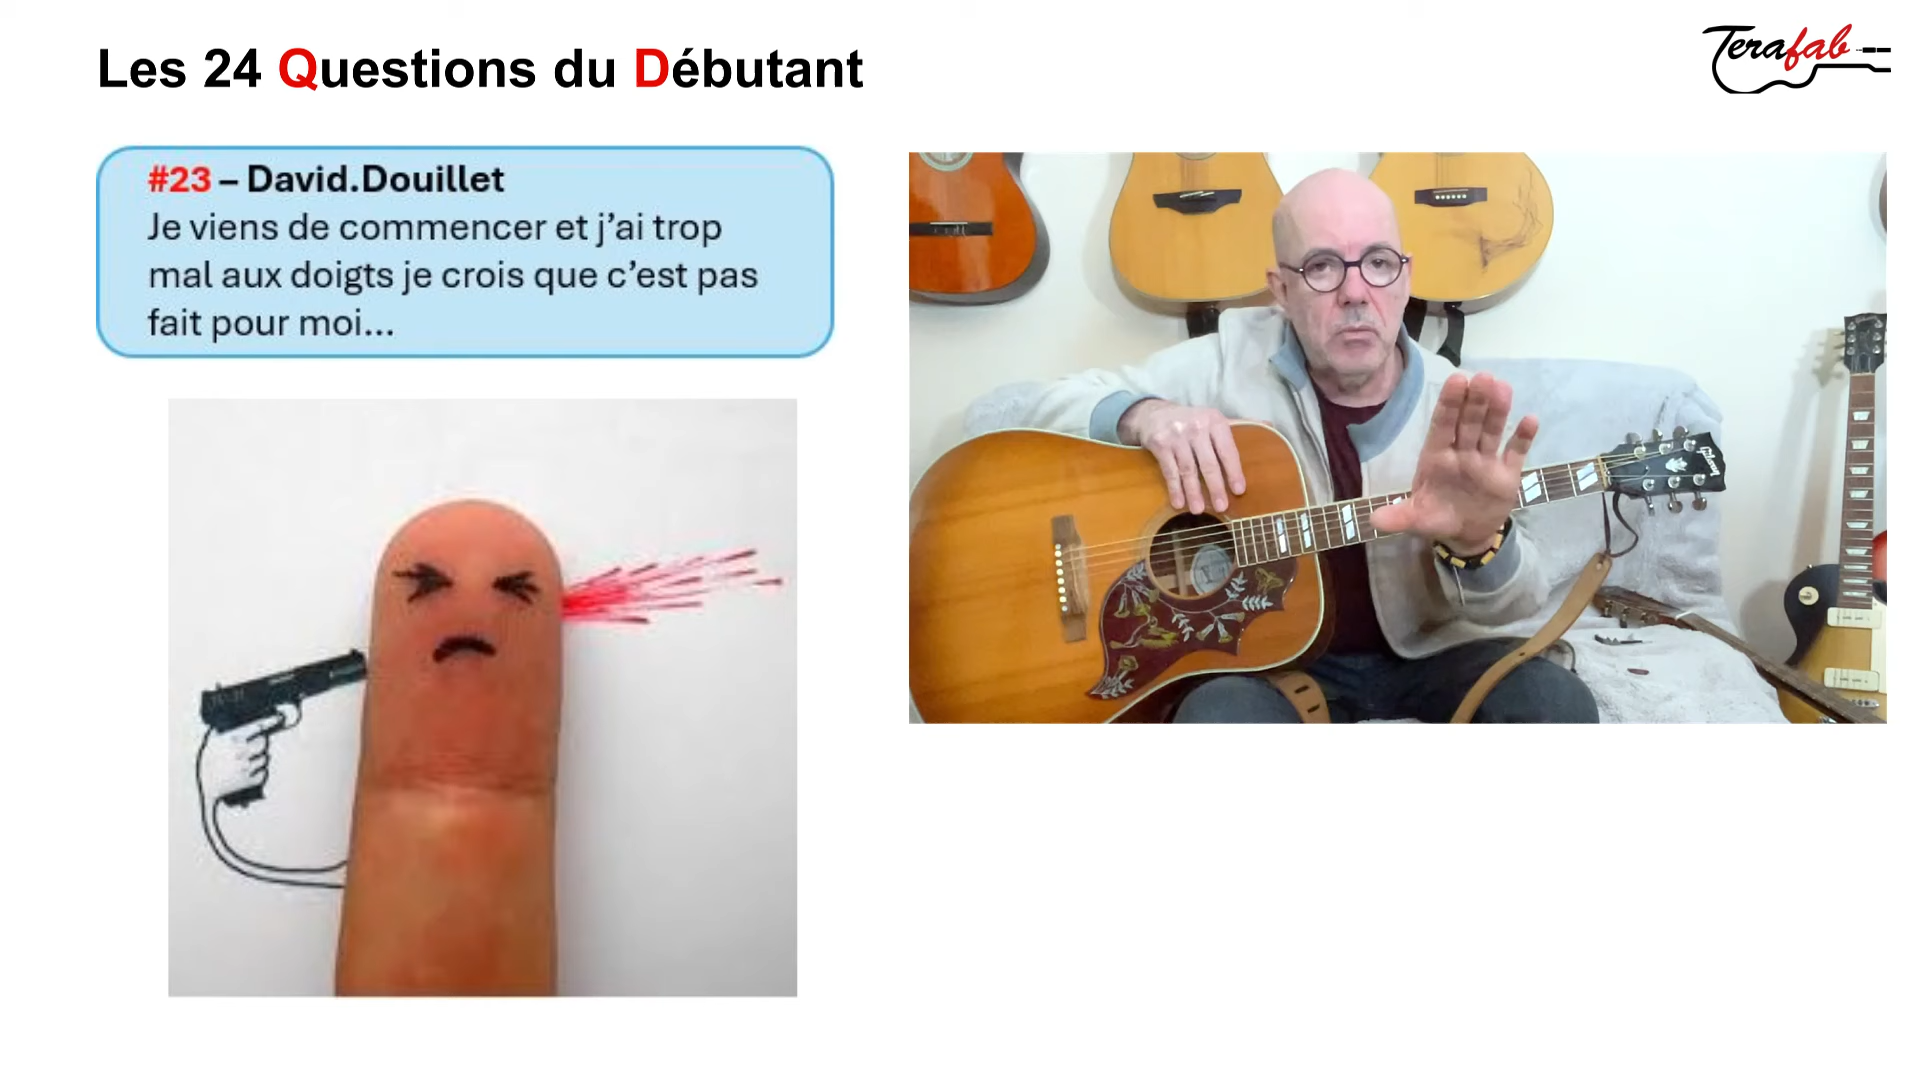 Les 24 Questions du Débutant
Terafab
#23 – David.Douillet
Je viens de commencer et j’ai trop
mal aux doigts je crois que c’est pas
fait pour moi...
Gibson